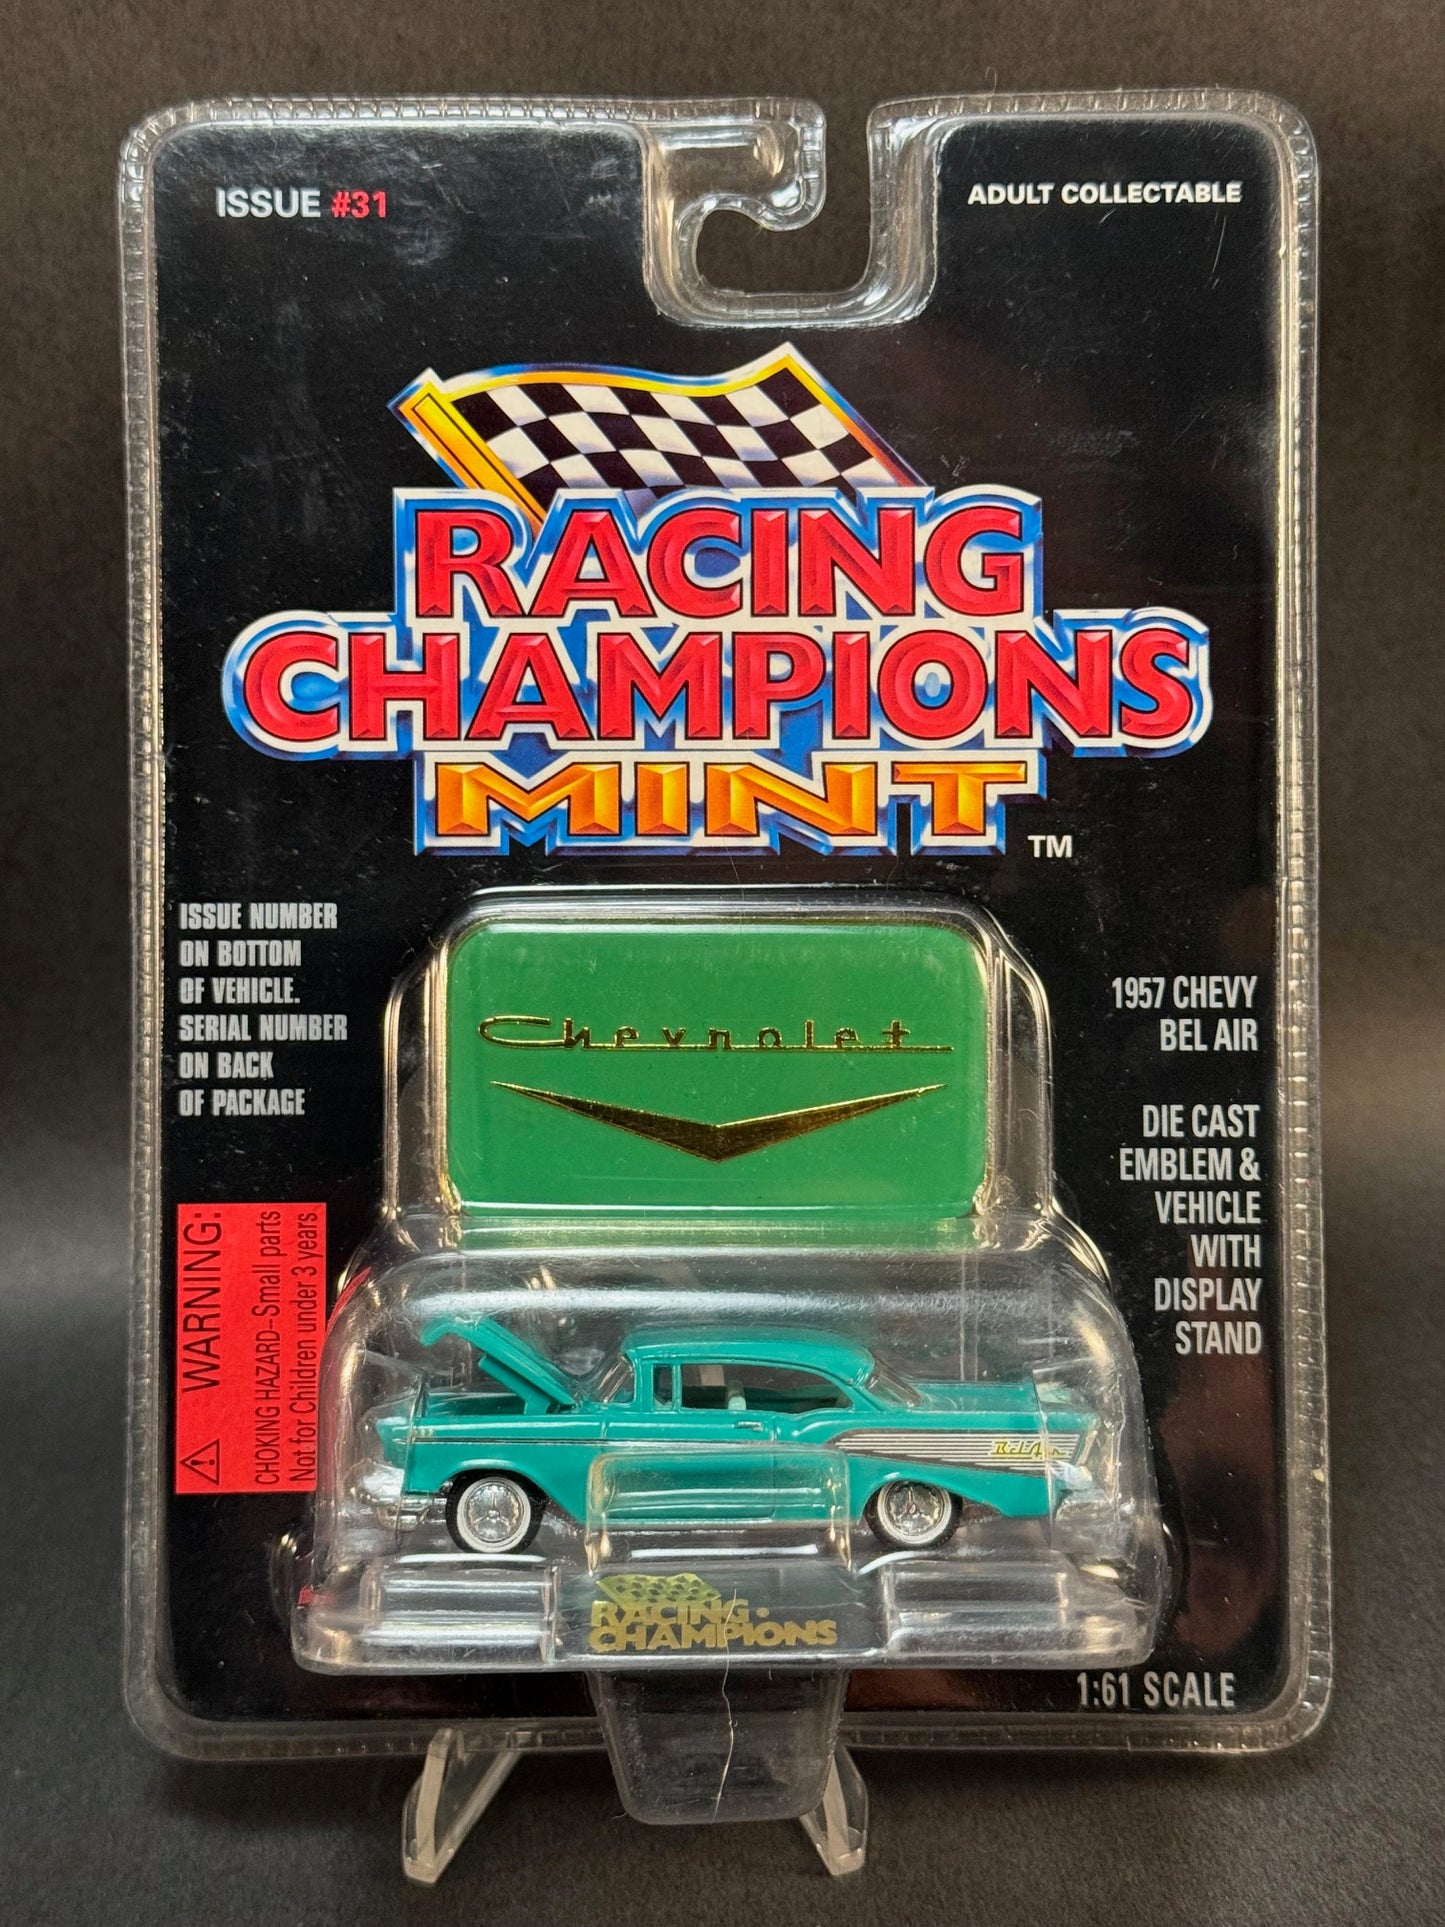 ISSUE #31
ADULT COLLECTABLE
RACING
CHAMPIONS
MINT
TM
ISSUE NUMBER
ON BOTTOM
OF VEHICLE.
SERIAL NUMBER
ON BACK
OF PACKAGE
Chevrolet
1957 CHEVY
BEL AIR
DIE CAST
EMBLEM &
VEHICLE
WITH
DISPLAY
STAND
WARNING:
CHOKING HAZARD-Small parts
Not for Children under 3 years
Bel Air
RACING
CHAMPIONS
1:61 SCALE